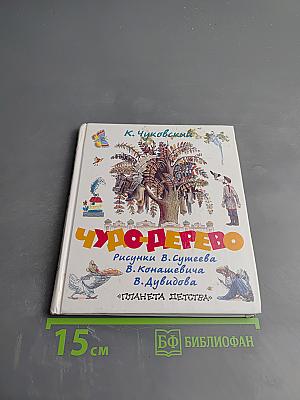 К. Чуковский
ЧУДО-ДЕРЕВО
Рисунки В. Сутеева
В. Конашевича
В. Дувидова
«ПЛАНЕТА ДЕТСТВА»
15 см
БФ БИБЛИОФАН